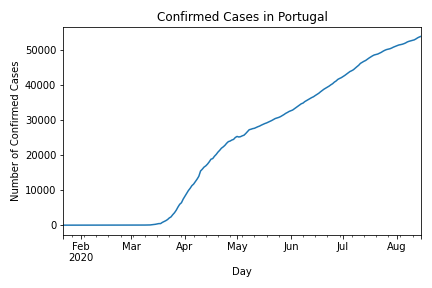 Confirmed Cases in Portugal
Number of Confirmed Cases
50000
40000
30000
20000
10000
0
Feb Mar Apr May Jun Jul Aug
2020
Day